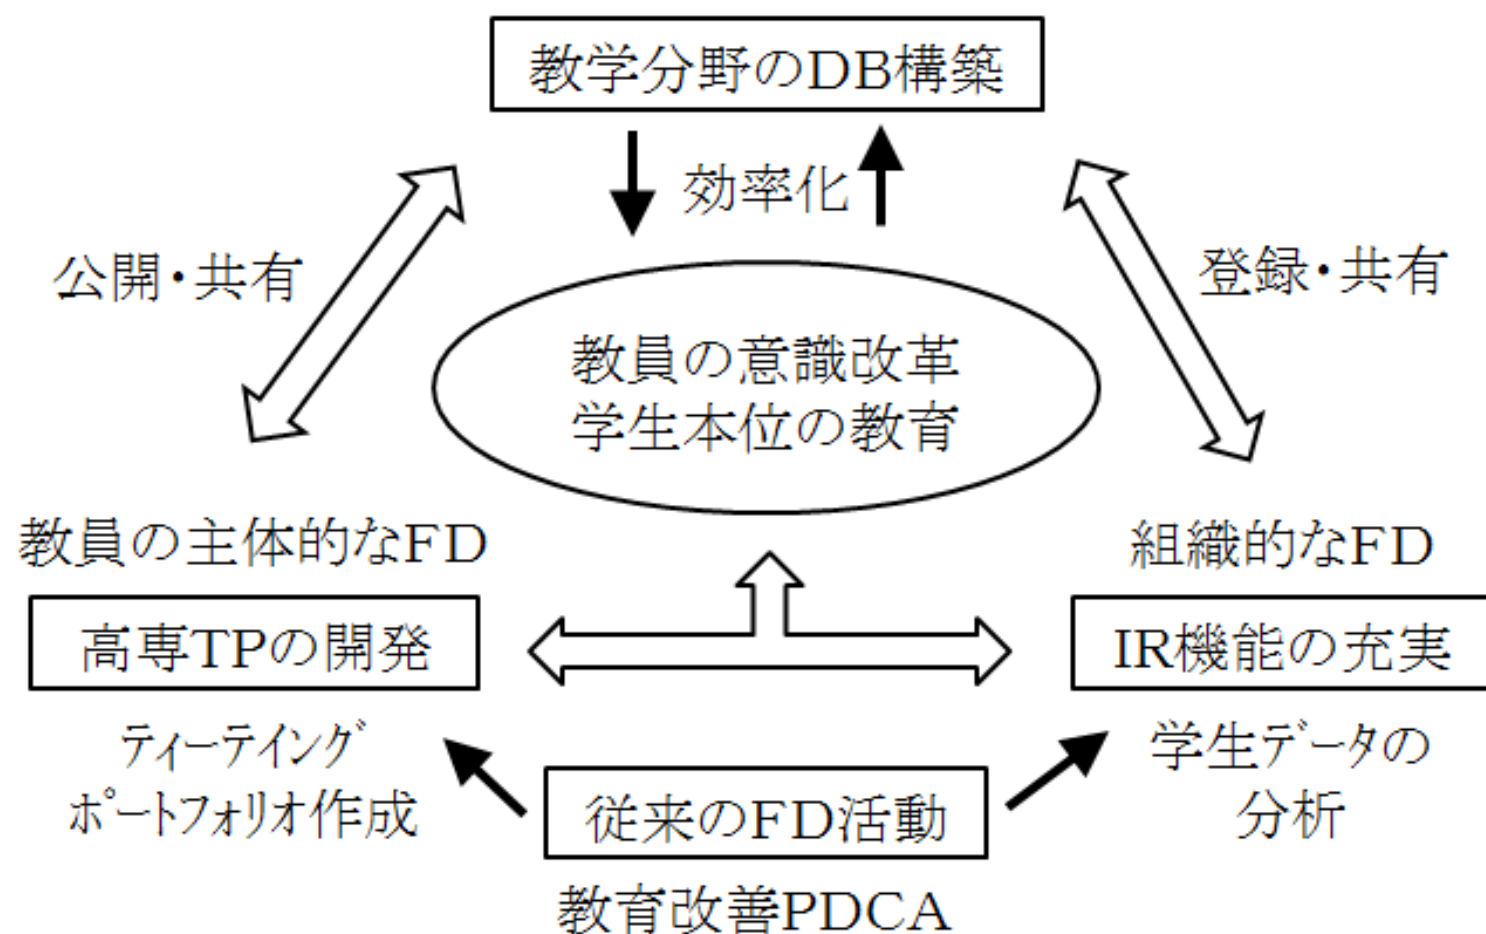 教学分野のDB構築
効率化
公開・共有
登録・共有
教員の意識改革
学生本位の教育
教員の主体的なFD
組織的なFD
高専TPの開発
IR機能の充実
ティーテイング
ポートフォリオ作成
学生データの
分析
従来のFD活動
教育改善PDCA